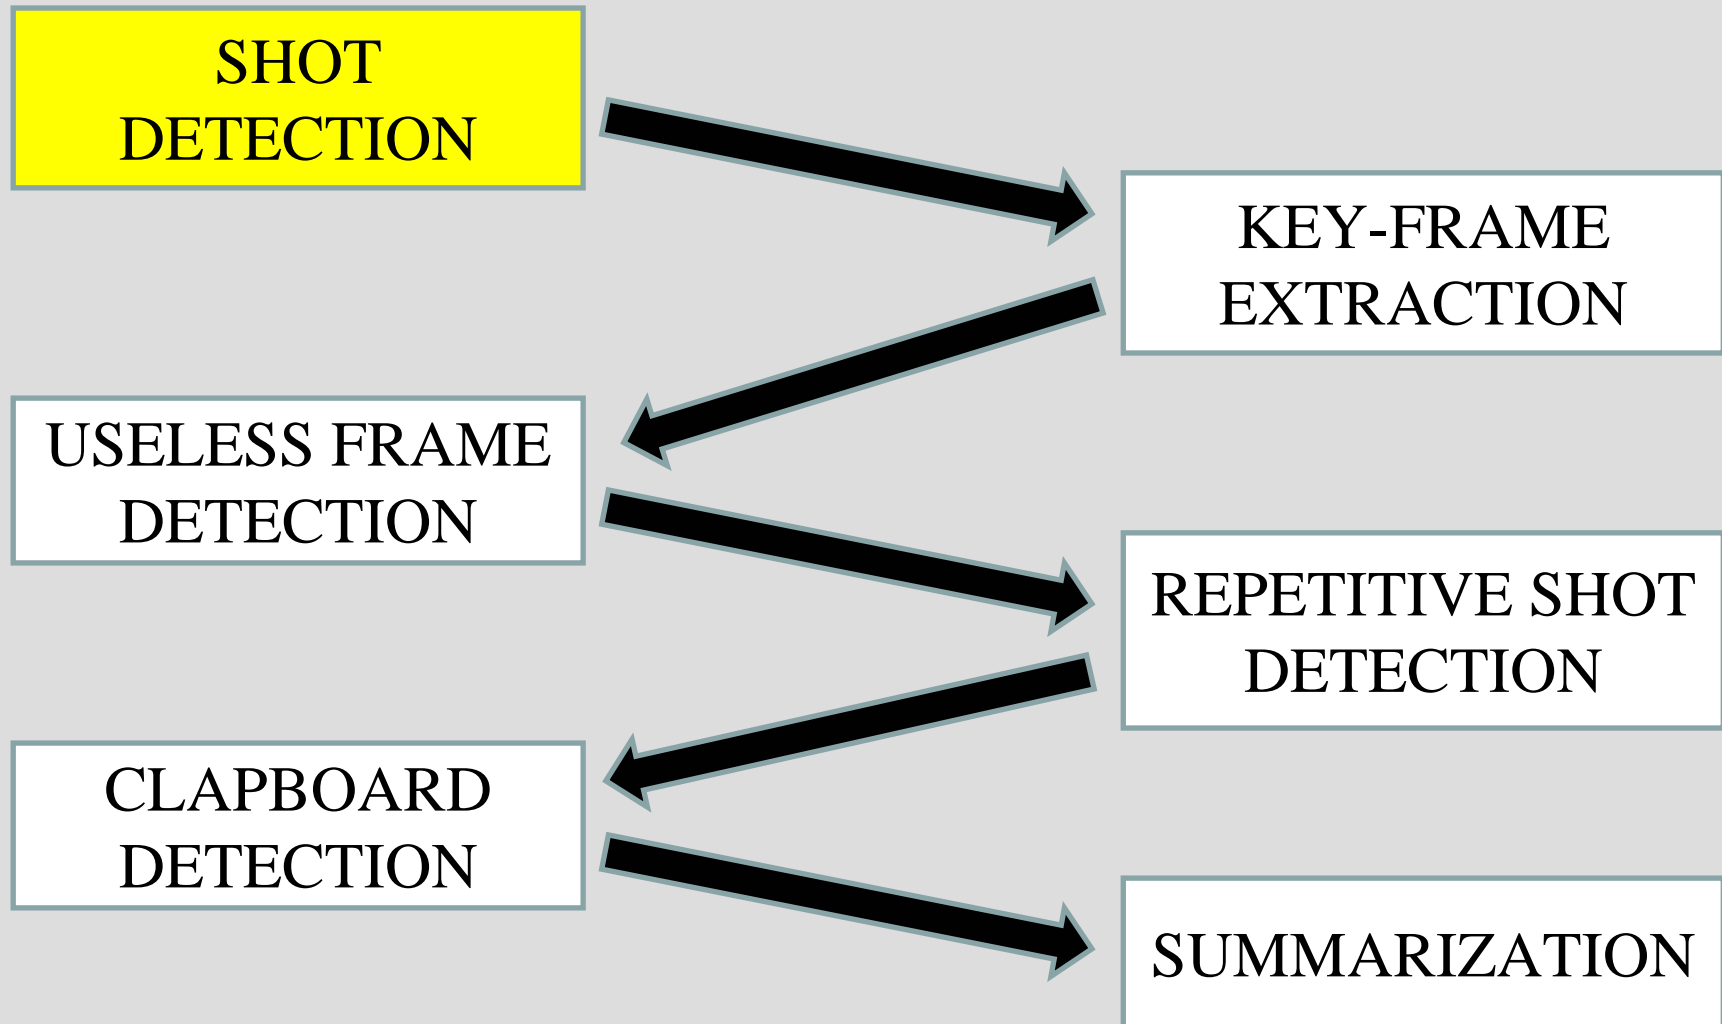 SHOT
DETECTION
KEY-FRAME
EXTRACTION
USELESS FRAME
DETECTION
REPETITIVE SHOT
DETECTION
CLAPBOARD
DETECTION
SUMMARIZATION